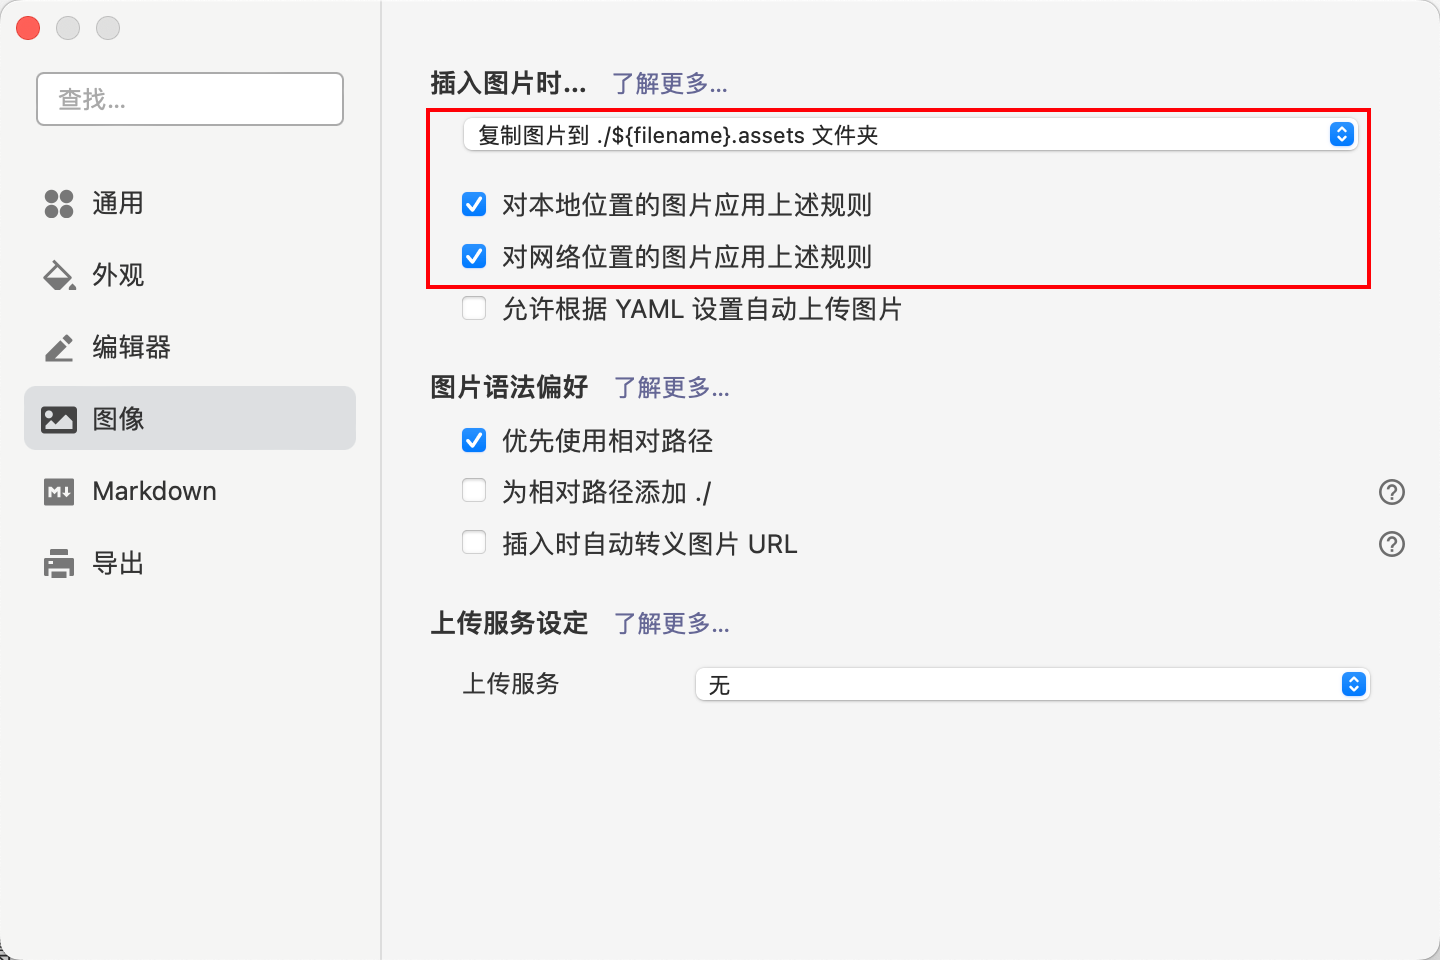 查找...
通用
外观
编辑器
图像
Markdown
导出
插入图片时... 了解更多...
复制图片到 ./${filename}.assets 文件夹
对本地位置的图片应用上述规则
对网络位置的图片应用上述规则
允许根据 YAML 设置自动上传图片
图片语法偏好 了解更多...
优先使用相对路径
为相对路径添加 ./
插入时自动转义图片 URL
上传服务设定 了解更多...
上传服务 无